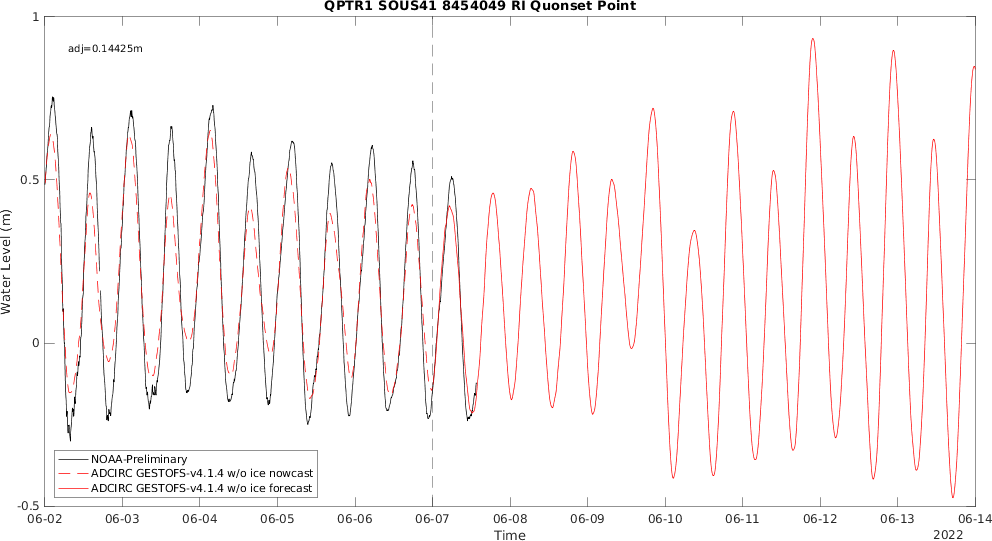 QPTR1 SOUS41 8454049 RI Quonset Point
adj=0.14425m
1
0.5
0
-0.5
Water Level (m)
NOAA-Preliminary
ADCIRC GESTOFS-v4.1.4 w/o ice nowcast
ADCIRC GESTOFS-v4.1.4 w/o ice forecast
06-02 06-03 06-04 06-05 06-06 06-07 06-08 06-09 06-10 06-11 06-12 06-13 06-14
Time
2022